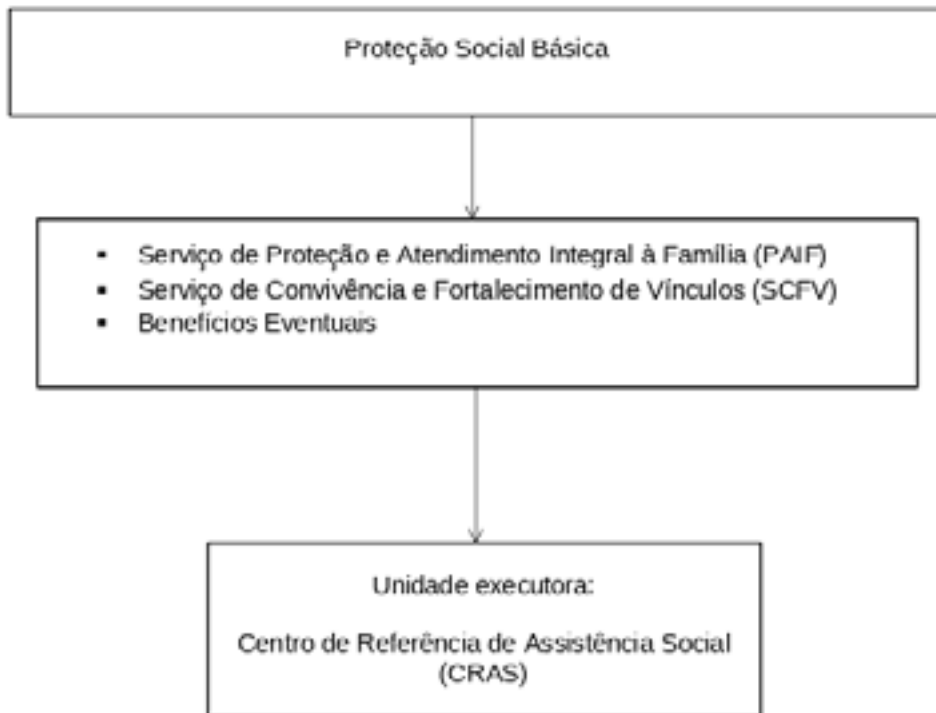 Proteção Social Básica
▪ Serviço de Proteção e Atendimento Integral à Família (PAIF)
▪ Serviço de Convivência e Fortalecimento de Vínculos (SCFV)
▪ Benefícios Eventuais
Unidade executora:
Centro de Referência de Assistência Social
(CRAS)